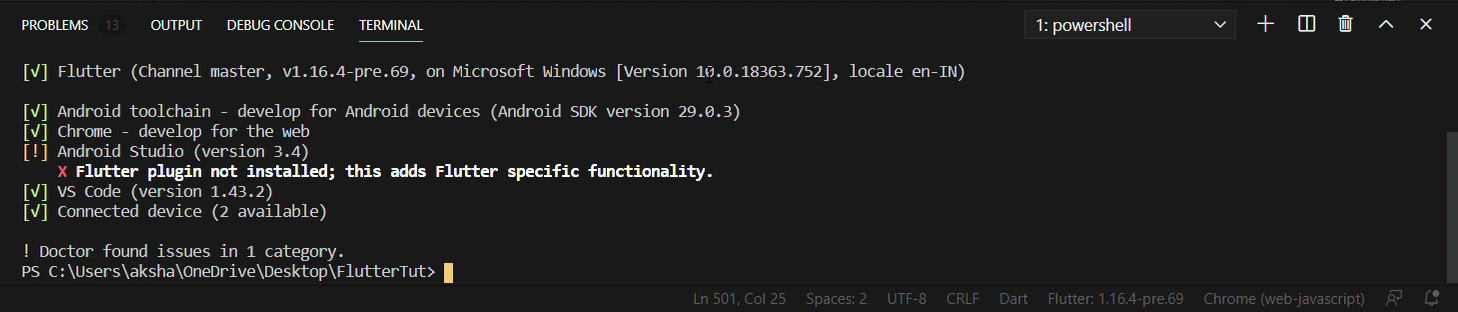 PROBLEMS 13 OUTPUT DEBUG CONSOLE TERMINAL 1: powershell
[√] Flutter (Channel master, v1.16.4-pre.69, on Microsoft Windows [Version 10.0.18363.752], locale en-IN)
[√] Android toolchain - develop for Android devices (Android SDK version 29.0.3)
[√] Chrome - develop for the web
[!] Android Studio (version 3.4)
X Flutter plugin not installed; this adds Flutter specific functionality.
[√] VS Code (version 1.43.2)
[√] Connected device (2 available)
! Doctor found issues in 1 category.
PS C:\Users\aksha\OneDrive\Desktop\FlutterTut>
Ln 501, Col 25 Spaces: 2 UTF-8 CRLF Dart Flutter: 1.16.4-pre.69 Chrome (web-javascript)